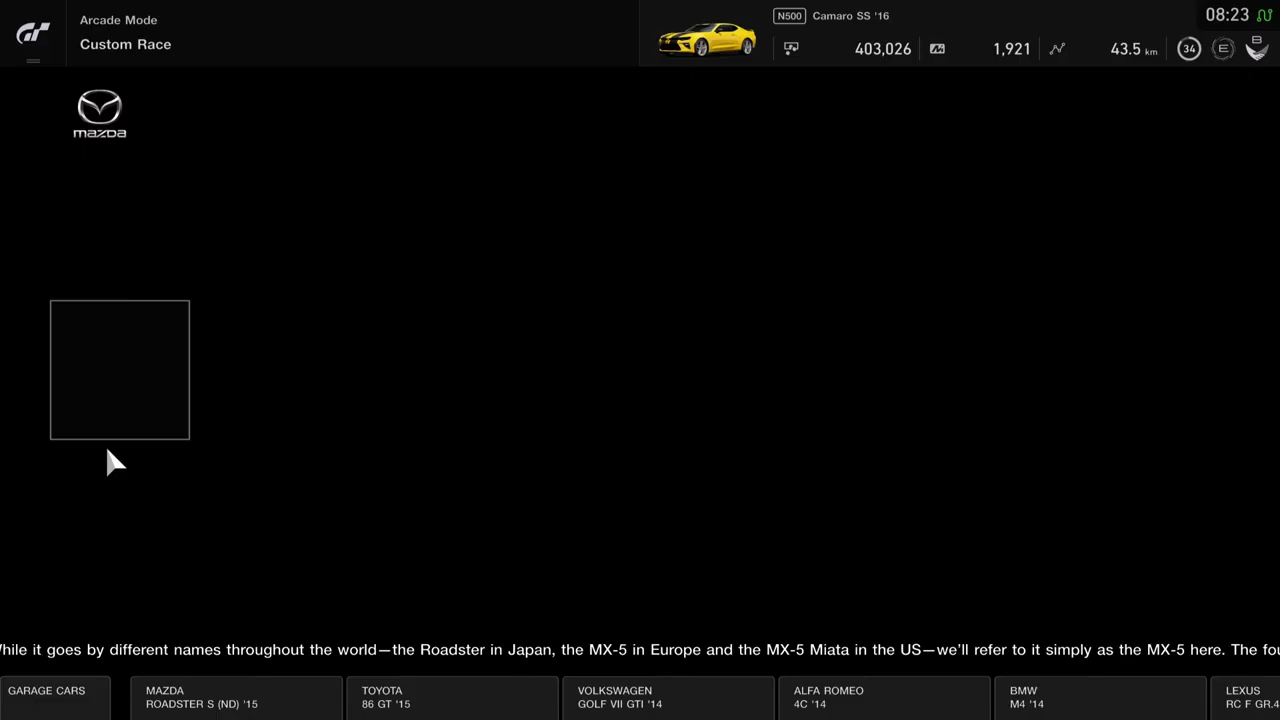 Arcade Mode
Custom Race
N500 Camaro SS '16
403,026 1,921 43.5 km 34 E B
08:23
mazda
While it goes by different names throughout the world—the Roadster in Japan, the MX-5 in Europe and the MX-5 Miata in the US—we'll refer to it simply as the MX-5 here. The
GARAGE CARS
MAZDA
ROADSTER S (ND) '15
TOYOTA
86 GT '15
VOLKSWAGEN
GOLF VII GTI '14
ALFA ROMEO
4C '14
BMW
M4 '14
LEXUS
RC F GR.4